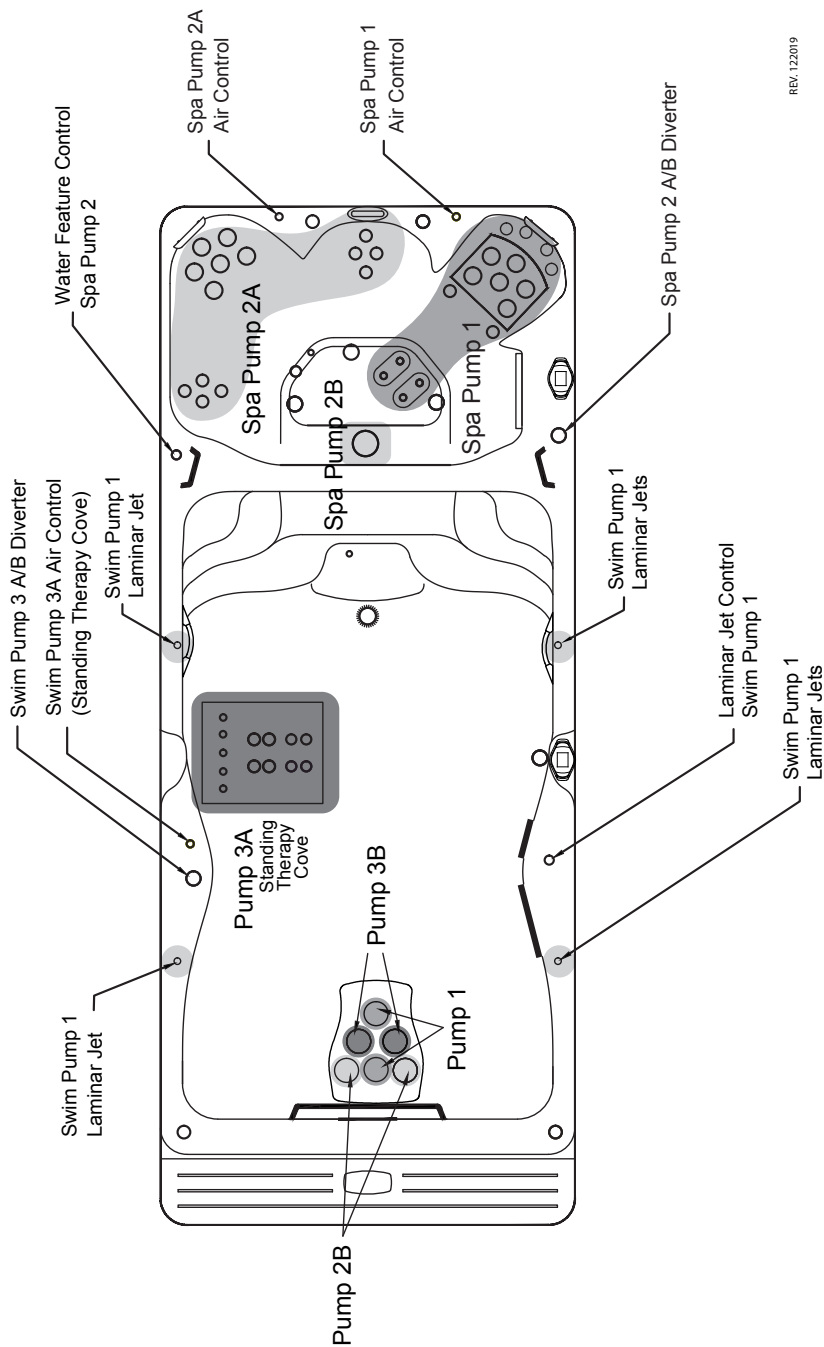 Swim Pump 1
Laminar Jet
Swim Pump 3 A/B Diverter
Swim Pump 3A Air Control
(Standing Therapy Cove)
Swim Pump 1
Laminar Jet
Water Feature Control
Spa Pump 2
Spa Pump 2A
Air Control
Spa Pump 1
Air Control
Pump 2B
Pump 1
Pump 3B
Pump 3A
Standing
Therapy
Cove
Spa Pump 2B
Spa Pump 2A
Spa Pump 1
Swim Pump 1
Laminar Jets
Laminar Jet Control
Swim Pump 1
Swim Pump 1
Laminar Jets
Spa Pump 2 A/B Diverter
REV. 122019